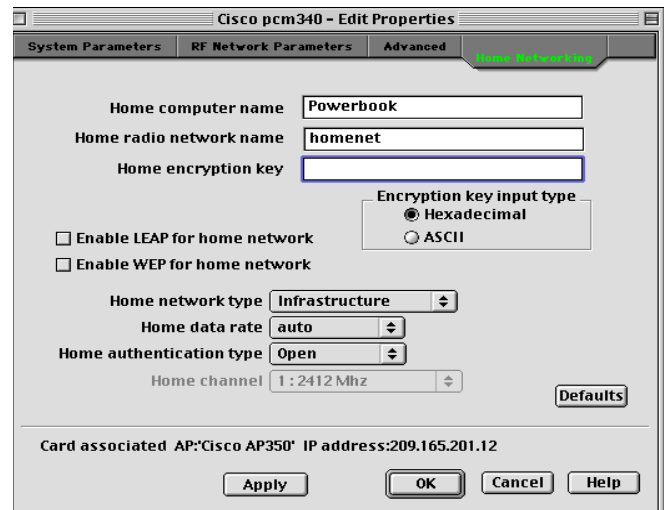 Cisco pcm340 - Edit Properties
System Parameters RF Network Parameters Advanced Home Networking
Home computer name Powerbook
Home radio network name homenet
Home encryption key
Encryption key input type
Hexadecimal
ASCII
Enable LEAP for home network
Enable WEP for home network
Home network type Infrastructure
Home data rate auto
Home authentication type Open
Home channel 1 : 2412 Mhz
Defaults
Card associated AP:'Cisco AP350' IP address:209.165.201.12
Apply OK Cancel Help